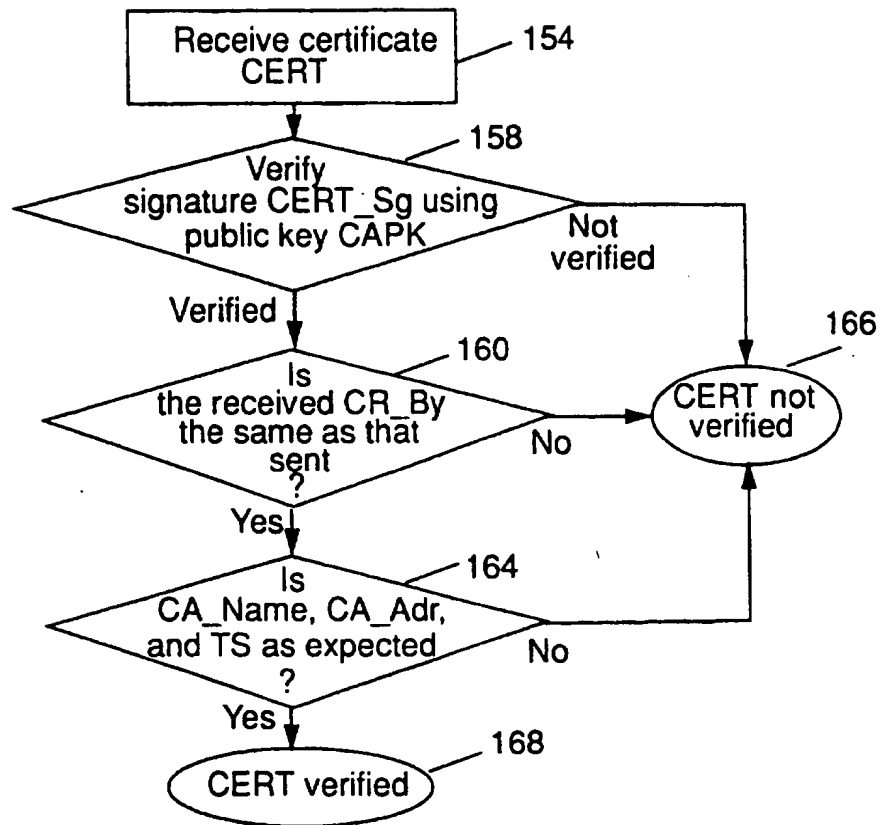 Receive certificate
CERT
154
158
Verify
signature CERT_Sg using
public key CAPK
Not
verified
Verified
160
166
Is
the received CR_By
the same as that
sent
?
No
CERT not
verified
Yes
164
Is
CA_Name, CA_Adr,
and TS as expected
?
No
Yes
168
CERT verified